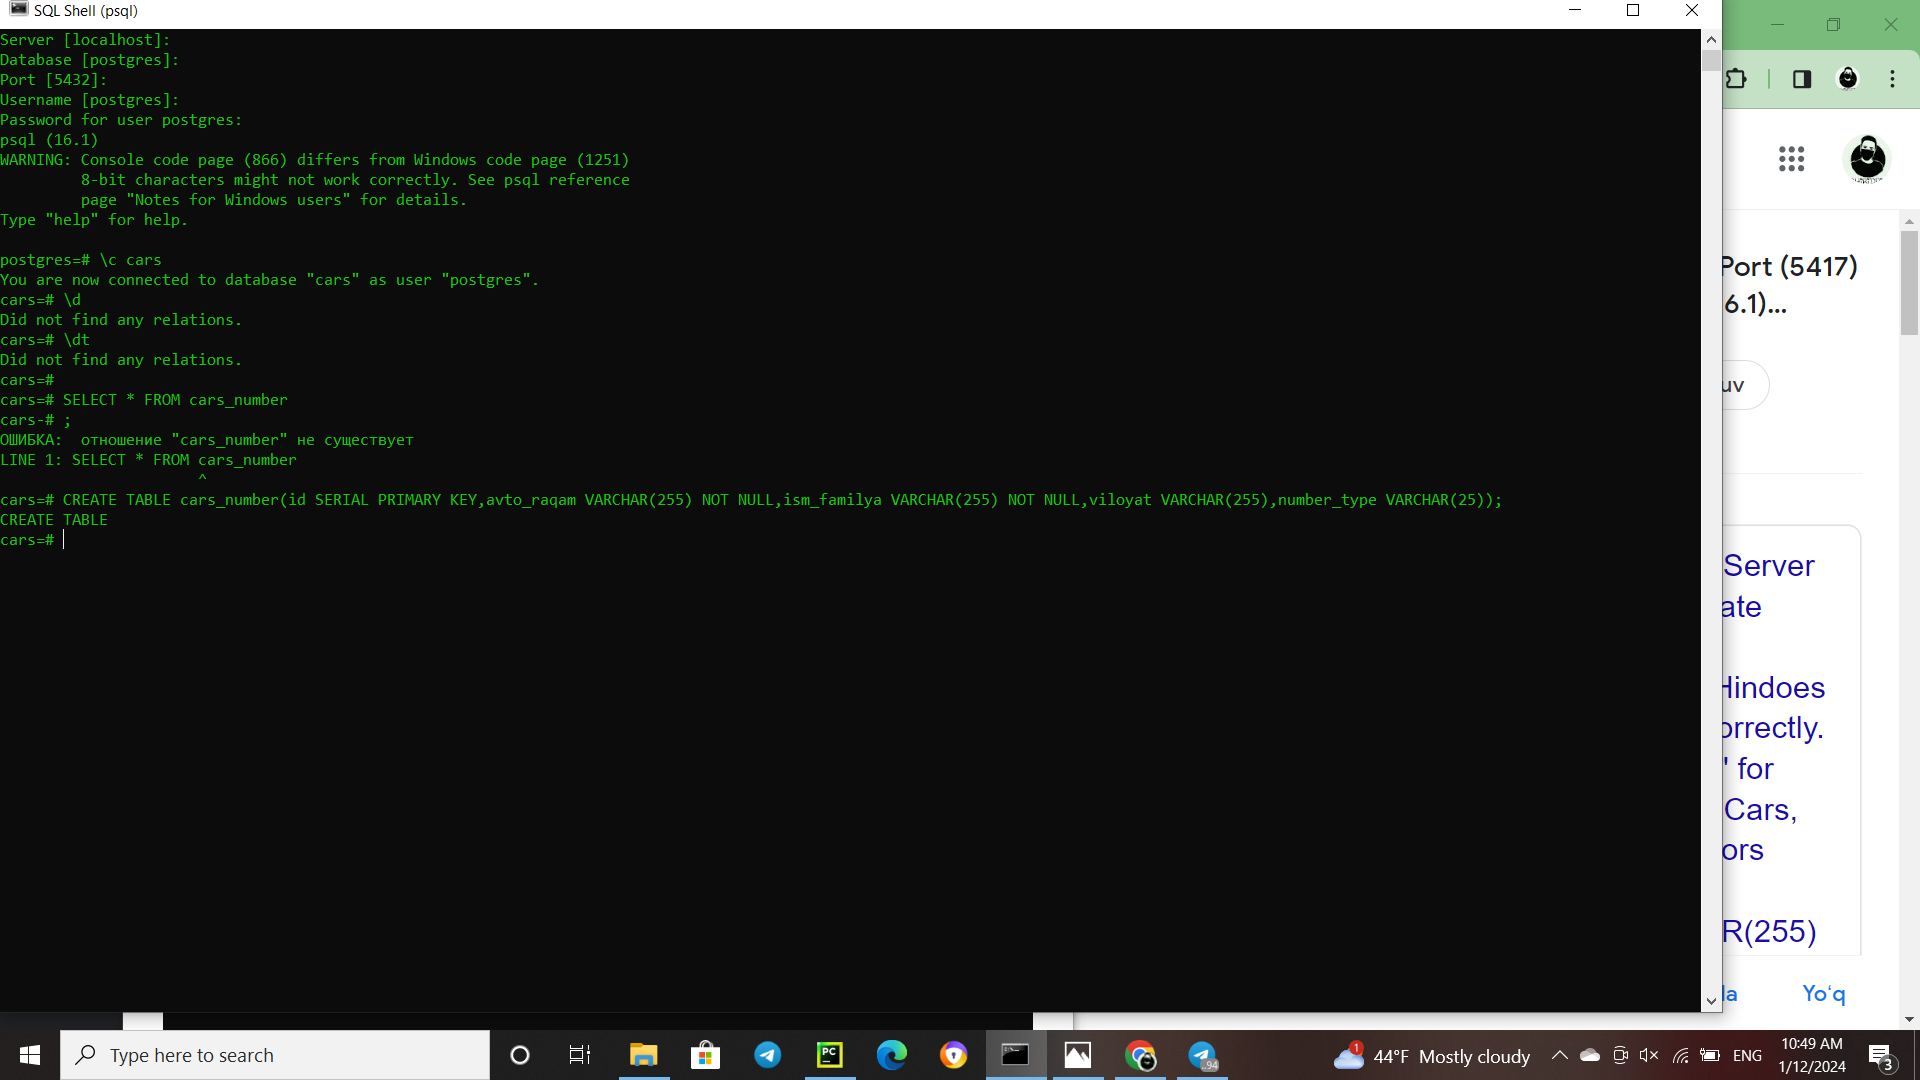 SQL Shell (psql)
Server [localhost]:
Database [postgres]:
Port [5432]:
Username [postgres]:
Password for user postgres:
psql (16.1)
WARNING: Console code page (866) differs from Windows code page (1251)
8-bit characters might not work correctly. See psql reference
page "Notes for Windows users" for details.
Type "help" for help.
postgres=# \c cars
You are now connected to database "cars" as user "postgres".
cars=# \d
Did not find any relations.
cars=# \dt
Did not find any relations.
cars=#
cars=# SELECT * FROM cars_number
cars-# ;
ОШИБКА:  отношение "cars_number" не существует
LINE 1: SELECT * FROM cars_number
^
cars=# CREATE TABLE cars_number(id SERIAL PRIMARY KEY,avto_raqam VARCHAR(255) NOT NULL,ism_familya VARCHAR(255) NOT NULL,viloyat VARCHAR(255),number_type VARCHAR(25));
CREATE TABLE
cars=#
Port (5417)
6.1)...
uv
Server
ate
Hindoes
orrectly.
" for
Cars,
ors
R(255)
la
Yoʻq
Type here to search
PC
..94
1
44°F Mostly cloudy
ENG
10:49 AM
1/12/2024
3